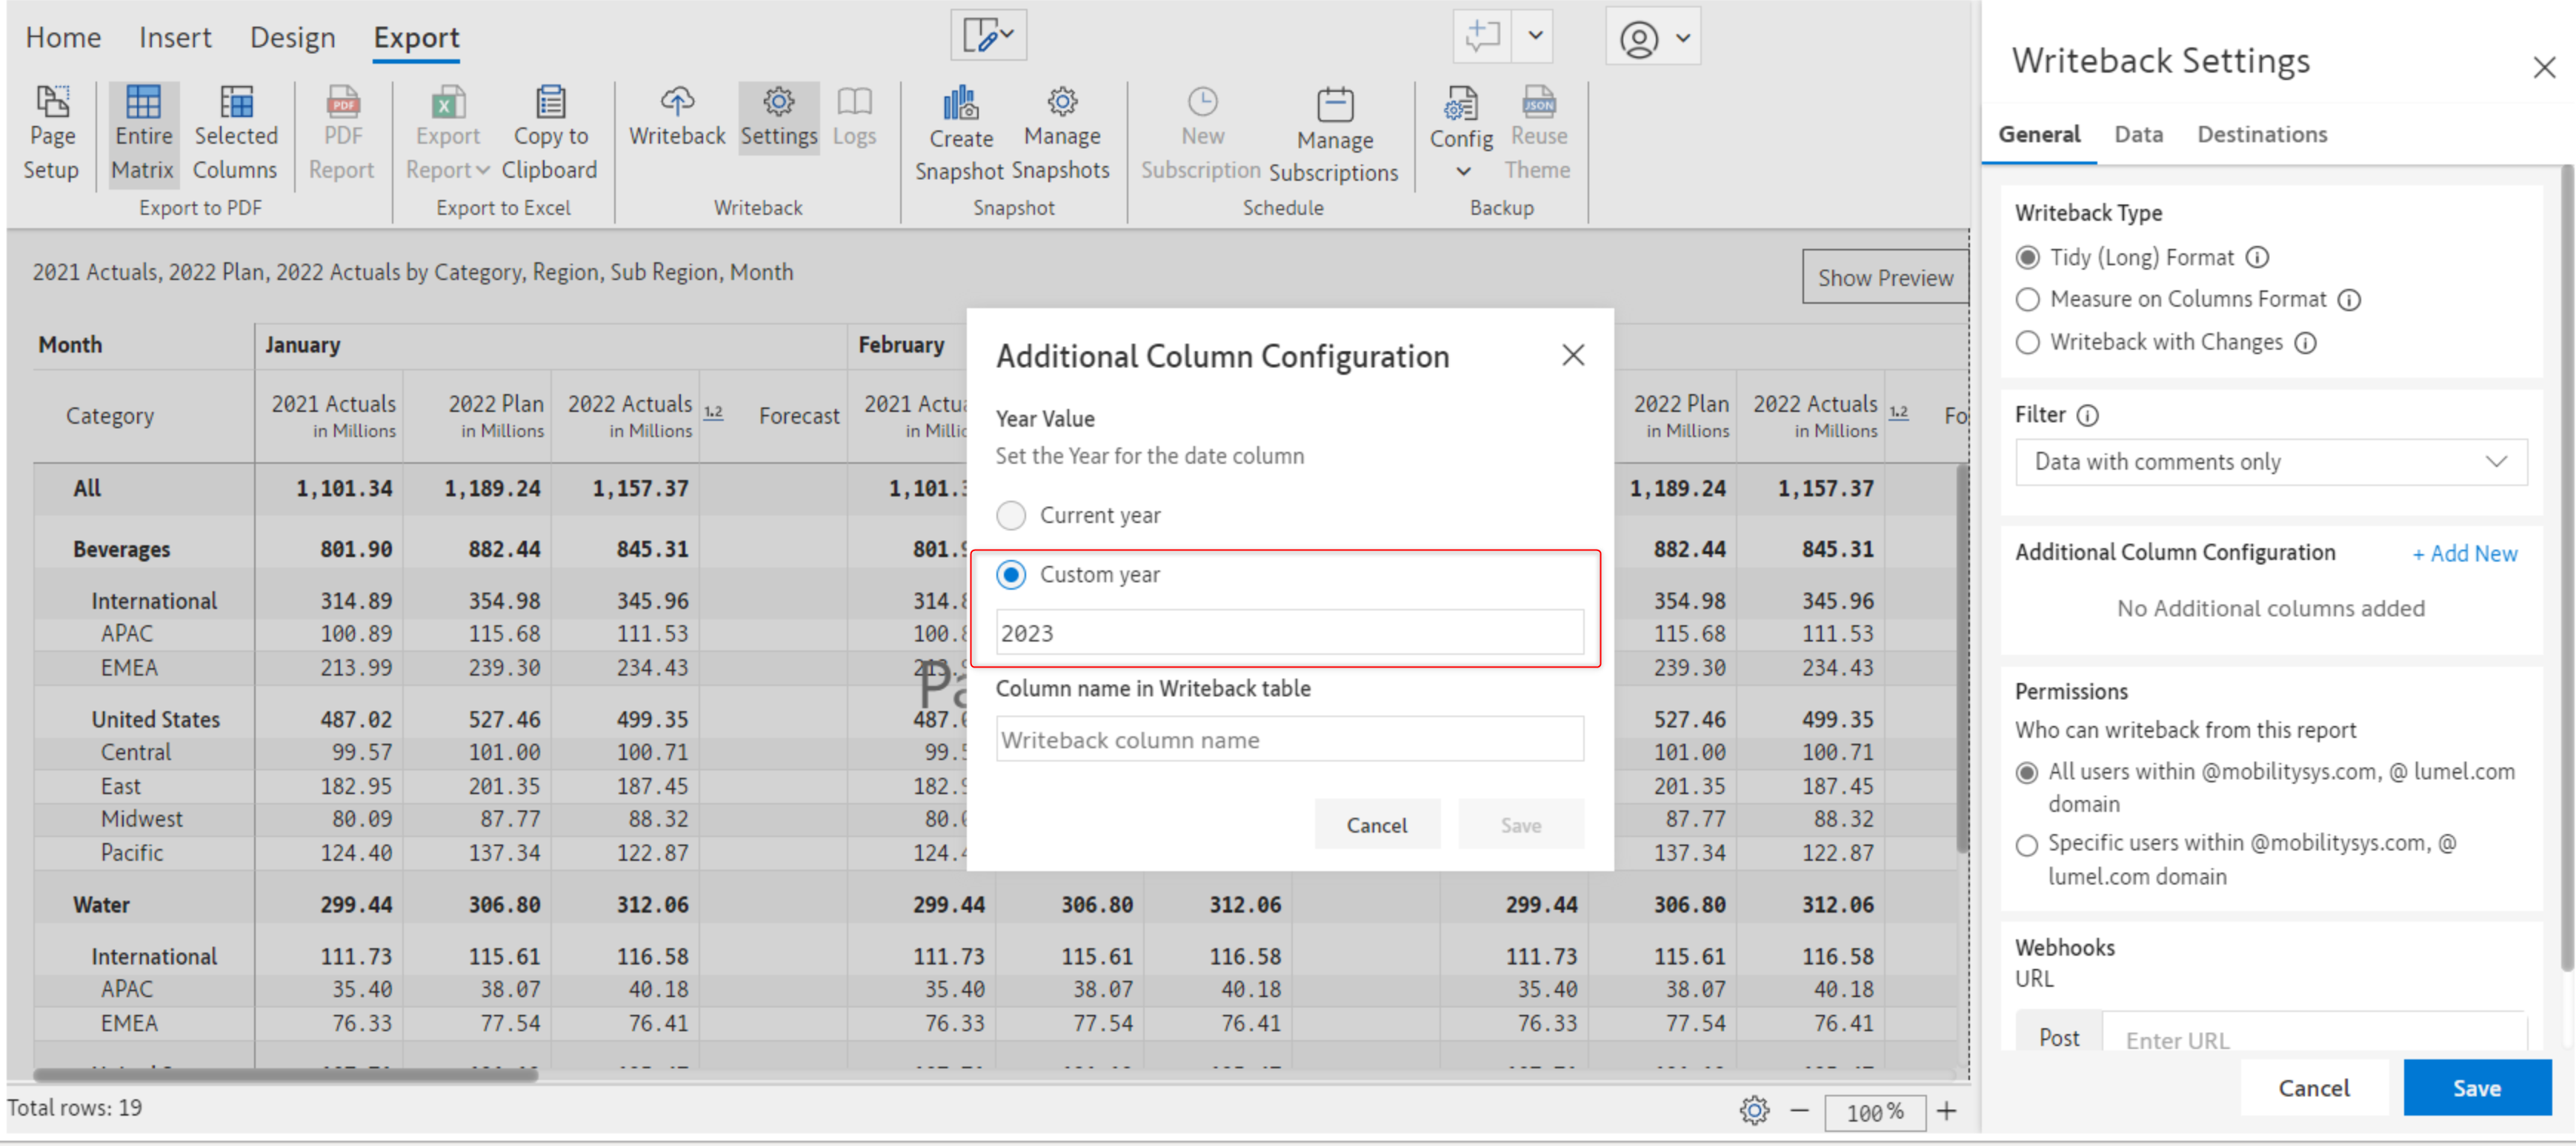 Home Insert Design Export
Page Setup
Entire Matrix
Selected Columns
PDF Report
Export Report
Copy to Clipboard
Writeback
Settings
Logs
Create Snapshot
Manage Snapshots
New Subscription
Manage Subscriptions
Config
JSON
Reuse Theme
Export to PDF Export to Excel Writeback Snapshot Schedule Backup
2021 Actuals, 2022 Plan, 2022 Actuals by Category, Region, Sub Region, Month
Show Preview
Month January February
Category 2021 Actuals in Millions 2022 Plan in Millions 2022 Actuals in Millions 1.2 Forecast 2021 Actua in Millic 2022 Plan in Millions 2022 Actuals in Millions 1.2 Fo
All 1,101.34 1,189.24 1,157.37 1,101. 1,189.24 1,157.37
Beverages 801.90 882.44 845.31 801. 882.44 845.31
International 314.89 354.98 345.96 314. 354.98 345.96
APAC 100.89 115.68 111.53 100. 115.68 111.53
EMEA 213.99 239.30 234.43 213. 239.30 234.43
Pa
United States 487.02 527.46 499.35 487. 527.46 499.35
Central 99.57 101.00 100.71 99. 101.00 100.71
East 182.95 201.35 187.45 182. 201.35 187.45
Midwest 80.09 87.77 88.32 80. 87.77 88.32
Pacific 124.40 137.34 122.87 124. 137.34 122.87
Water 299.44 306.80 312.06 299.44 306.80 312.06 299.44 306.80 312.06
International 111.73 115.61 116.58 111.73 115.61 116.58 111.73 115.61 116.58
APAC 35.40 38.07 40.18 35.40 38.07 40.18 35.40 38.07 40.18
EMEA 76.33 77.54 76.41 76.33 77.54 76.41 76.33 77.54 76.41
Total rows: 19
100 %
Additional Column Configuration
Year Value
Set the Year for the date column
Current year
Custom year
2023
Column name in Writeback table
Writeback column name
Cancel Save
Writeback Settings
General Data Destinations
Writeback Type
Tidy (Long) Format
Measure on Columns Format
Writeback with Changes
Filter
Data with comments only
Additional Column Configuration + Add New
No Additional columns added
Permissions
Who can writeback from this report
All users within @mobilitysys.com, @ lumel.com
domain
Specific users within @mobilitysys.com, @
lumel.com domain
Webhooks
URL
Post Enter URL
Cancel Save